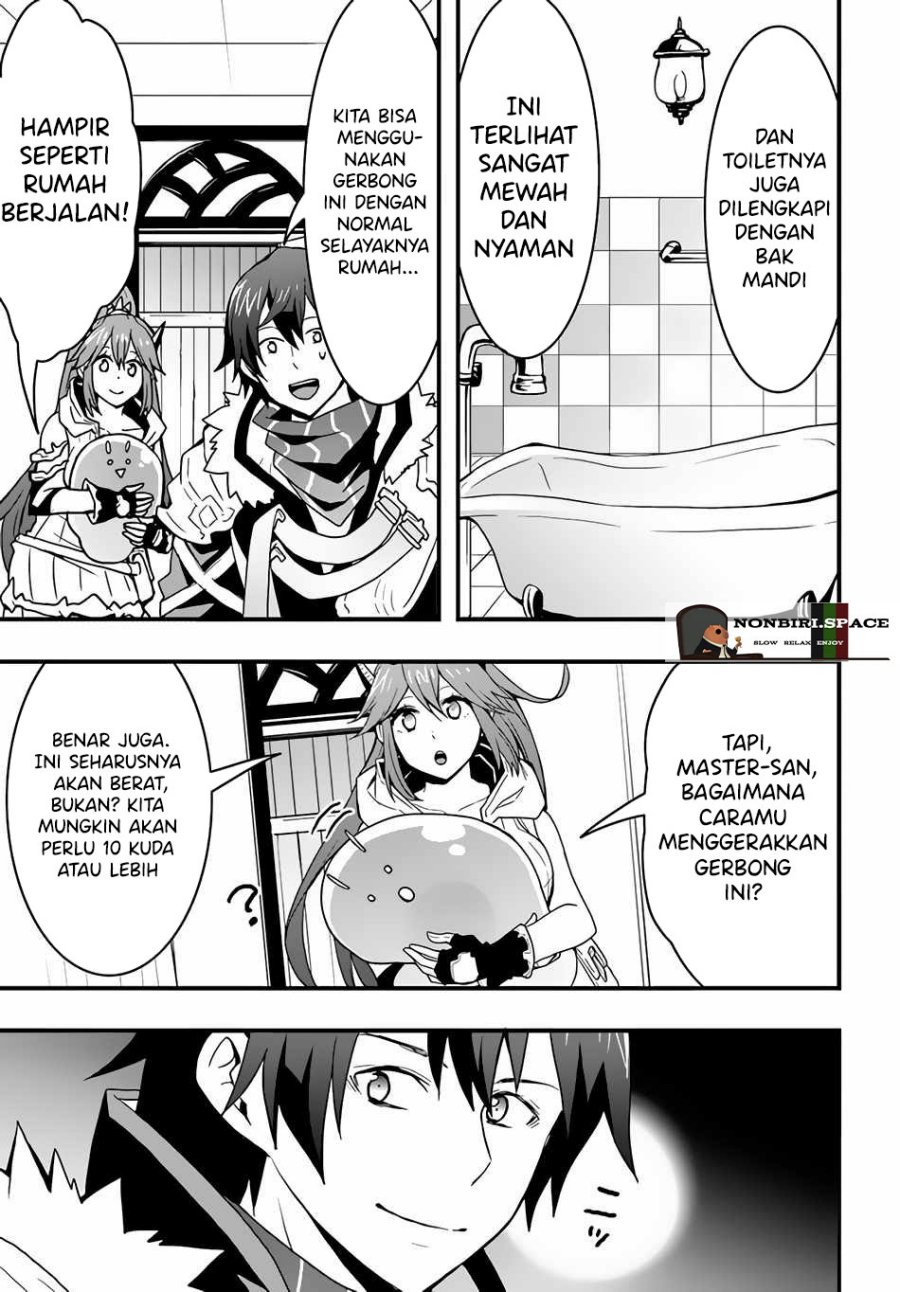 DAN
TOILETNYA
JUGA
DILENGKAPI
DENGAN
BAK
MANDI
INI
TERLIHAT
SANGAT
MEWAH
DAN
NYAMAN
KITA BISA
MENGGU-
NAKAN
GERBONG
INI DENGAN
NORMAL
SELAYAKNYA
RUMAH...
HAMPIR
SEPERTI
RUMAH
BERJALAN!
NONBIRI.SPACE
SLOW RELAX ENJOY
TAPI,
MASTER-SAN,
BAGAIMANA
CARAMU
MENGGERAKKAN
GERBONG
INI?
BENAR JUGA.
INI SEHARUSNYA
AKAN BERAT,
BUKAN? KITA
MUNGKIN AKAN
PERLU 10 KUDA
ATAU LEBIH
?
ニッ